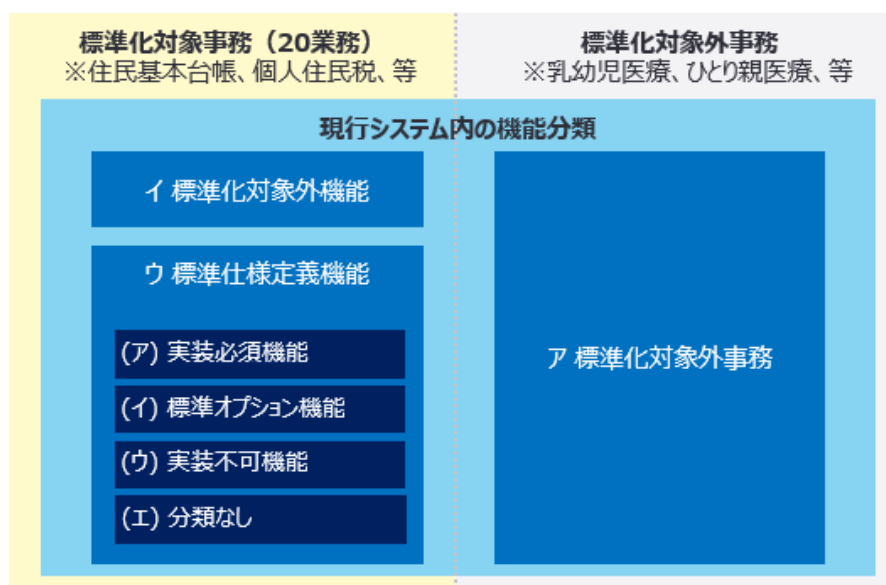 標準化対象事務（20業務）
※住民基本台帳、個人住民税、等
標準化対象外事務
※乳幼児医療、ひとり親医療、等
現行システム内の機能分類
イ 標準化対象外機能
ウ 標準仕様定義機能
(ア) 実装必須機能
(イ) 標準オプション機能
(ウ) 実装不可機能
(エ) 分類なし
ア 標準化対象外事務